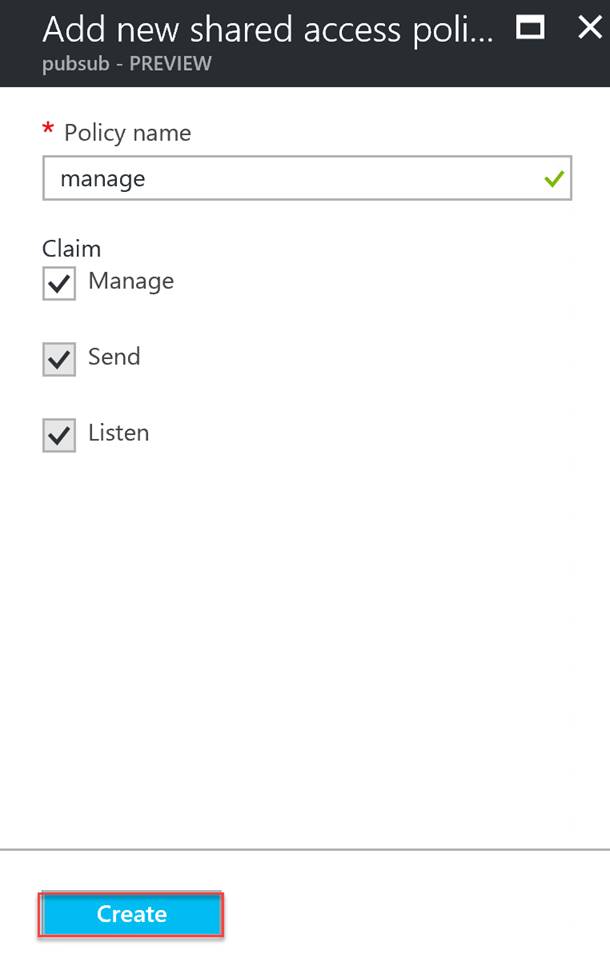 Add new shared access poli...
pubsub - PREVIEW
* Policy name
manage
Claim
Manage
Send
Listen
Create